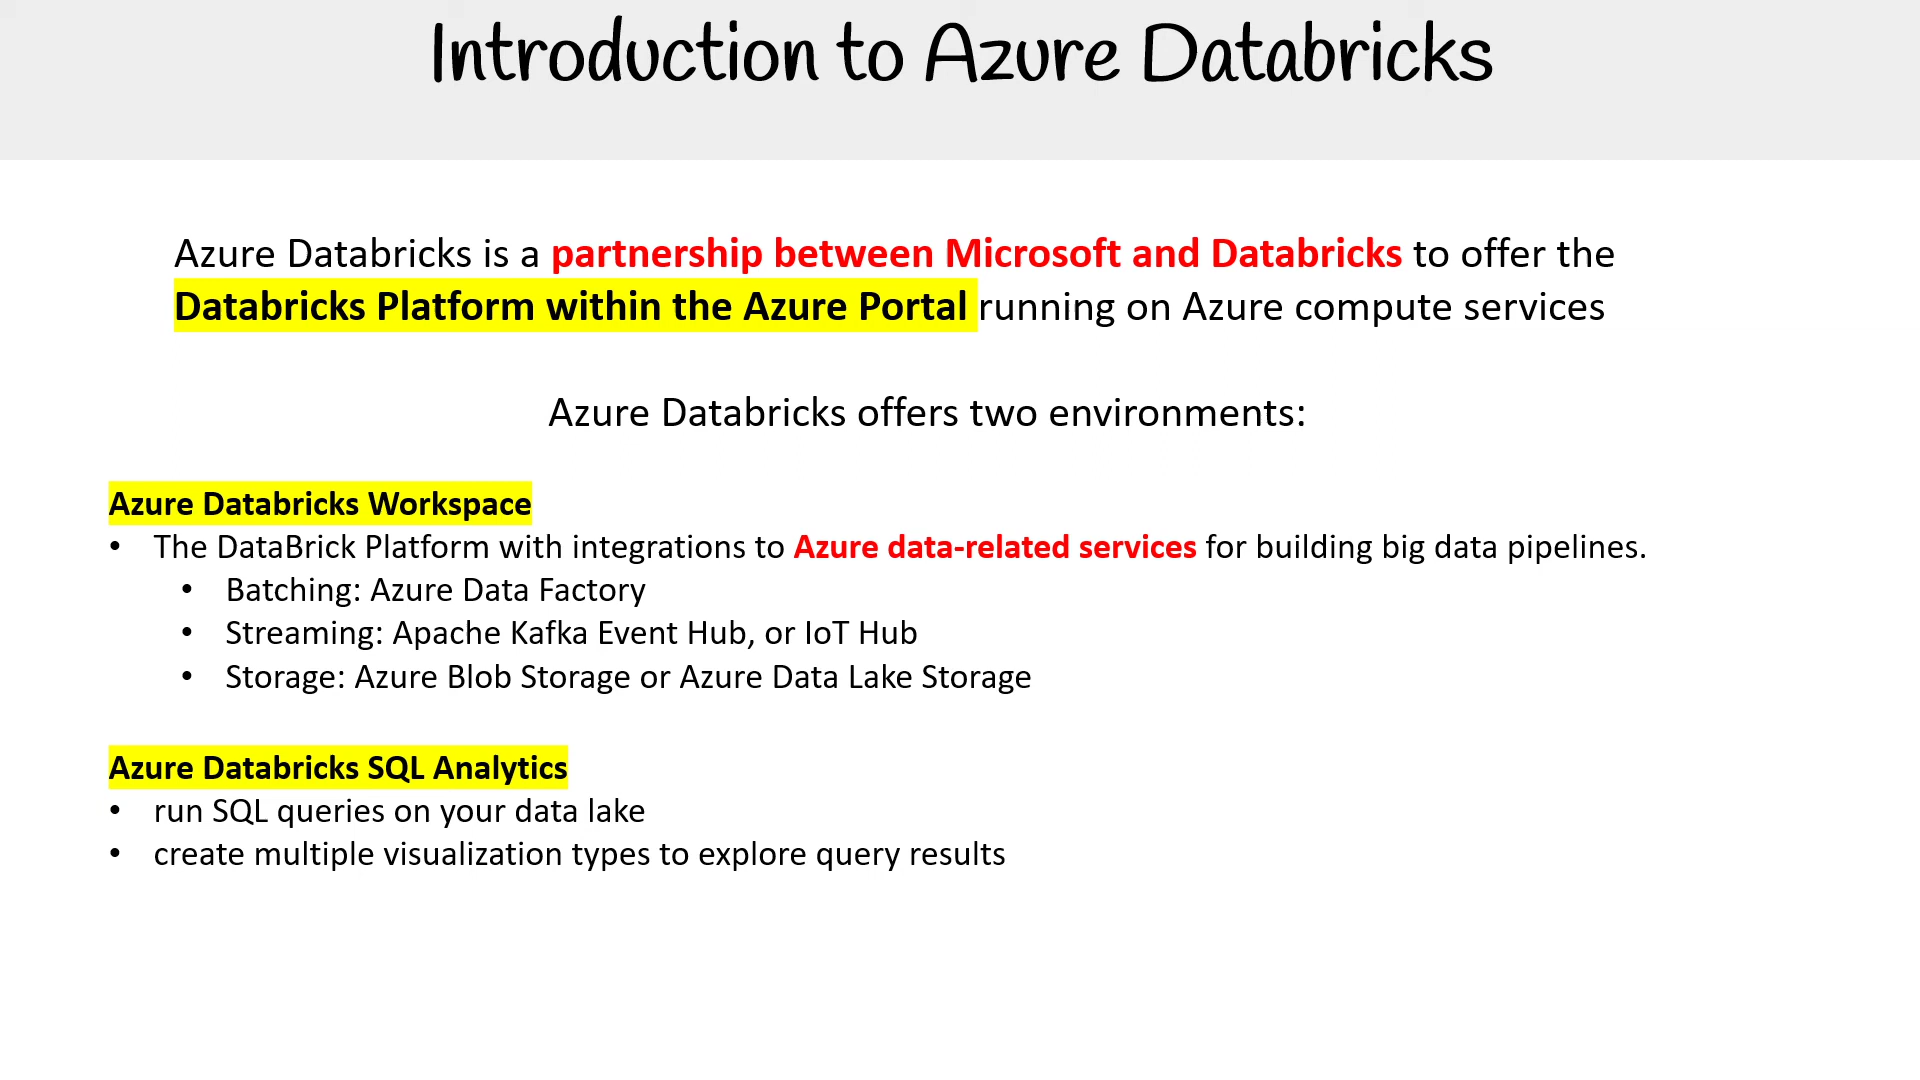 Introduction to Azure Databricks
Azure Databricks is a partnership between Microsoft and Databricks to offer the
Databricks Platform within the Azure Portal running on Azure compute services
Azure Databricks offers two environments:
Azure Databricks Workspace
• The DataBrick Platform with integrations to Azure data-related services for building big data pipelines.
• Batching: Azure Data Factory
• Streaming: Apache Kafka Event Hub, or IoT Hub
• Storage: Azure Blob Storage or Azure Data Lake Storage
Azure Databricks SQL Analytics
• run SQL queries on your data lake
• create multiple visualization types to explore query results